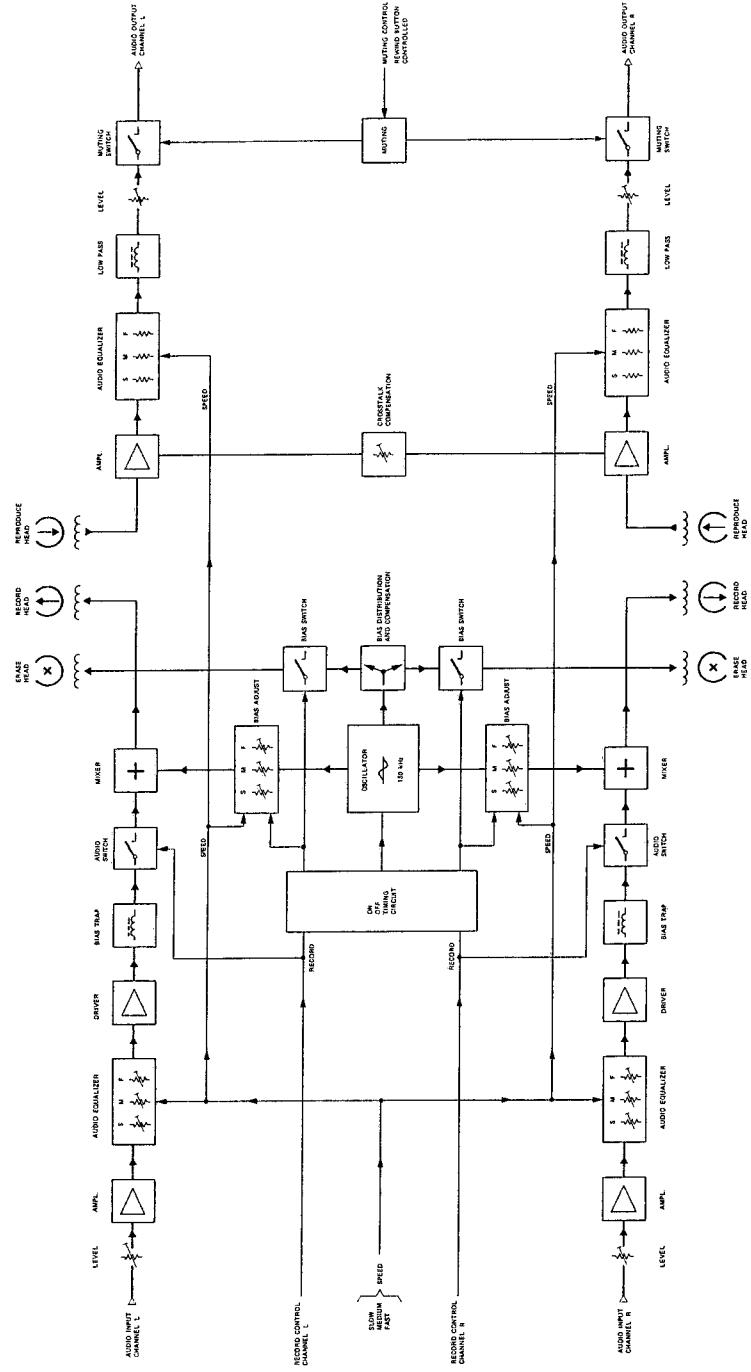 AUDIO INPUT
CHANNEL L
LEVEL
AMPL.
AUDIO EQUALIZER
S M F
DRIVER
BIAS TRAP
AUDIO
SWITCH
MIXER
ERASE
HEAD
RECORD
HEAD
REPRODUCE
HEAD
AMPL.
AUDIO EQUALIZER
S M F
LOW PASS
LEVEL
MUTING
SWITCH
AUDIO OUTPUT
CHANNEL L
SPEED
SPEED
RECORD CONTROL
CHANNEL L
RECORD
BIAS ADJUST
S M F
BIAS SWITCH
SLOW
MEDIUM
FAST
SPEED
ON
OFF
TIMING
CIRCUIT
OSCILLATOR
150 kHz
BIAS DISTRIBUTION
AND COMPENSATION
CROSSTALK
COMPENSATION
MUTING
MUTING CONTROL
REWIND BUTTON
CONTROLLED
RECORD CONTROL
CHANNEL R
RECORD
BIAS ADJUST
S M F
BIAS SWITCH
SPEED
SPEED
AUDIO INPUT
CHANNEL R
LEVEL
AMPL.
AUDIO EQUALIZER
S M F
DRIVER
BIAS TRAP
AUDIO
SWITCH
MIXER
ERASE
HEAD
RECORD
HEAD
REPRODUCE
HEAD
AMPL.
AUDIO EQUALIZER
S M F
LOW PASS
LEVEL
MUTING
SWITCH
AUDIO OUTPUT
CHANNEL R